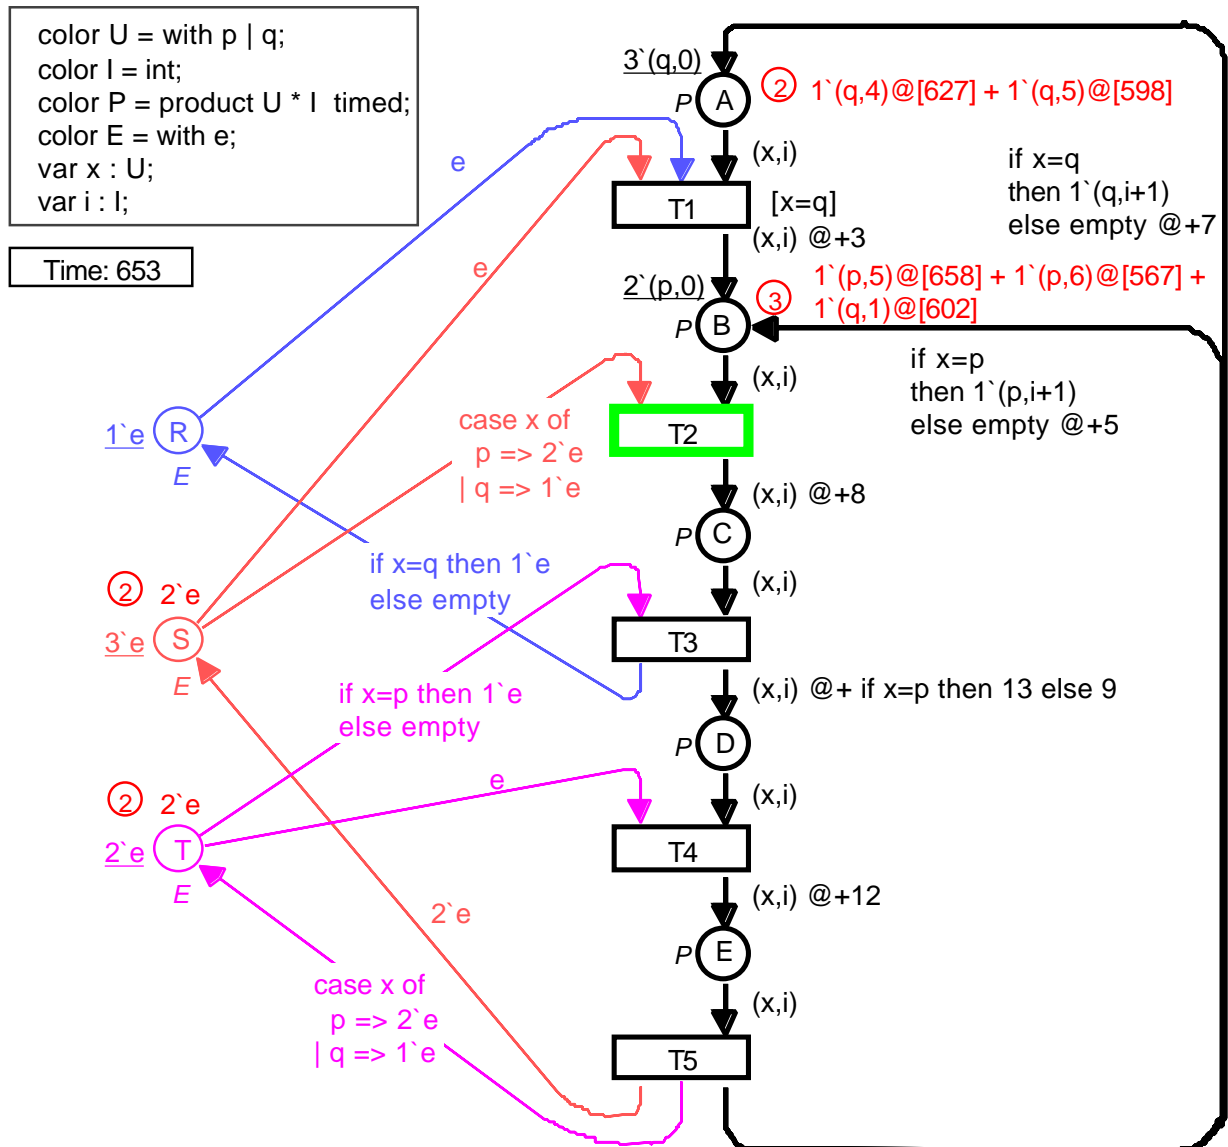 color U = with p | q;
color I = int;
color P = product U * I  timed;
color E = with e;
var x : U;
var i : I;
Time: 653
3`(q,0)
P
A
2
1`(q,4)@[627] + 1`(q,5)@[598]
(x,i)
e
T1
[x=q]
(x,i) @+3
if x=q
then 1`(q,i+1)
else empty @+7
e
2`(p,0)
P
B
3
1`(p,5)@[658] + 1`(p,6)@[567] +
1`(q,1)@[602]
(x,i)
if x=p
then 1`(p,i+1)
else empty @+5
1`e
R
E
case x of
p => 2`e
| q => 1`e
T2
(x,i) @+8
P
C
(x,i)
if x=q then 1`e
else empty
2
2`e
3`e
S
E
T3
if x=p then 1`e
else empty
(x,i) @+ if x=p then 13 else 9
P
D
(x,i)
e
2
2`e
2`e
T
E
T4
(x,i) @+12
2`e
P
E
(x,i)
case x of
p => 2`e
| q => 1`e
T5